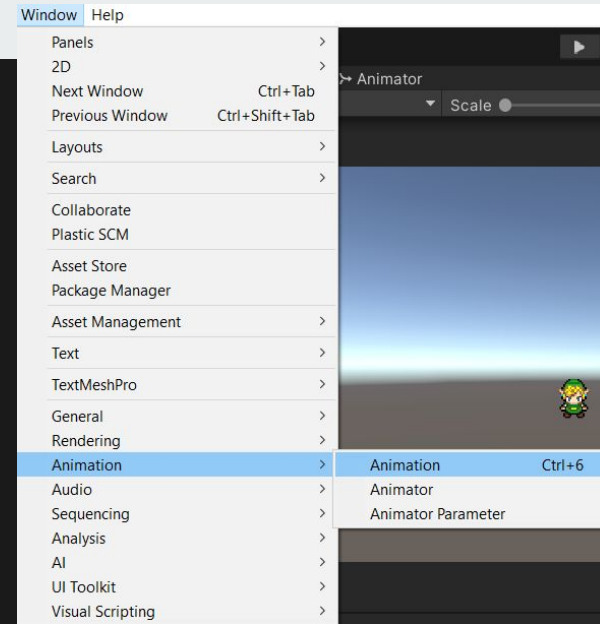 Window Help
Panels
2D
Next Window Ctrl+Tab
Previous Window Ctrl+Shift+Tab
Layouts
Search
Collaborate
Plastic SCM
Asset Store
Package Manager
Asset Management
Text
TextMeshPro
General
Rendering
Animation
Audio
Sequencing
Analysis
AI
UI Toolkit
Visual Scripting
Animator
Scale
Animation Ctrl+6
Animator
Animator Parameter